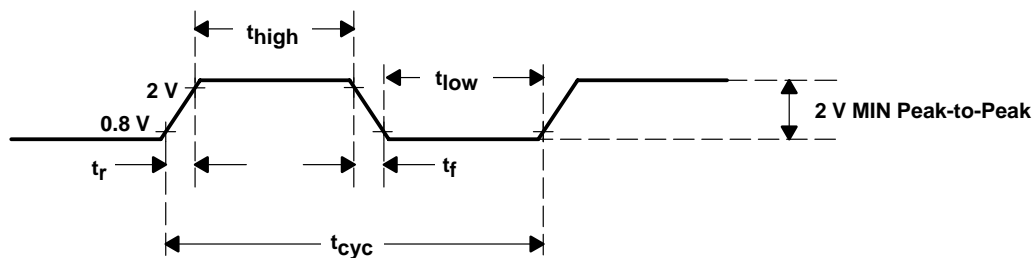 thigh
tlow
2 V
0.8 V
2 V MIN Peak-to-Peak
tr
tf
tcyc